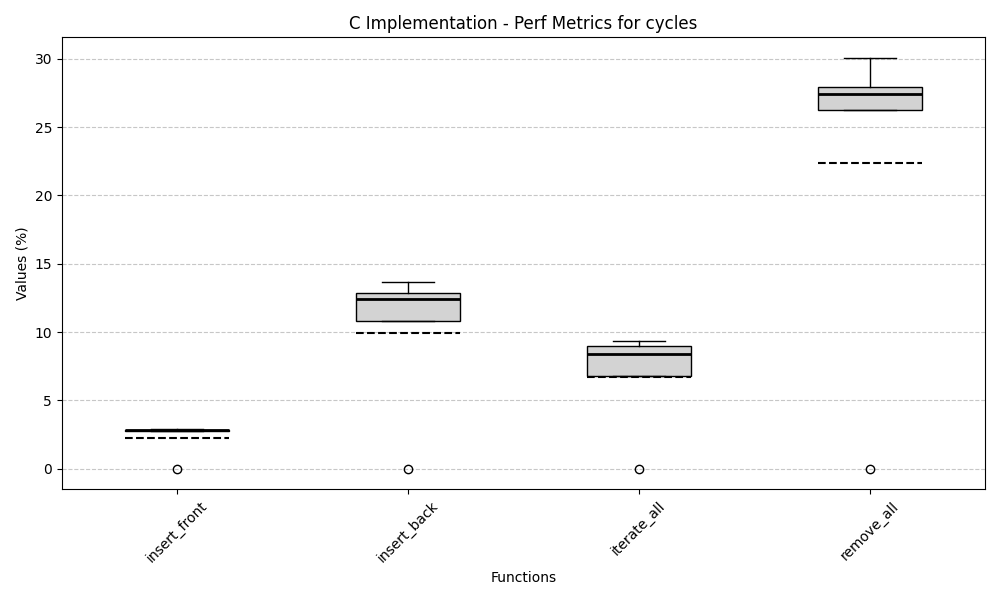 C Implementation - Perf Metrics for cycles
Values (%)
30
25
20
15
10
5
0
insert_front
insert_back
iterate_all
remove_all
Functions